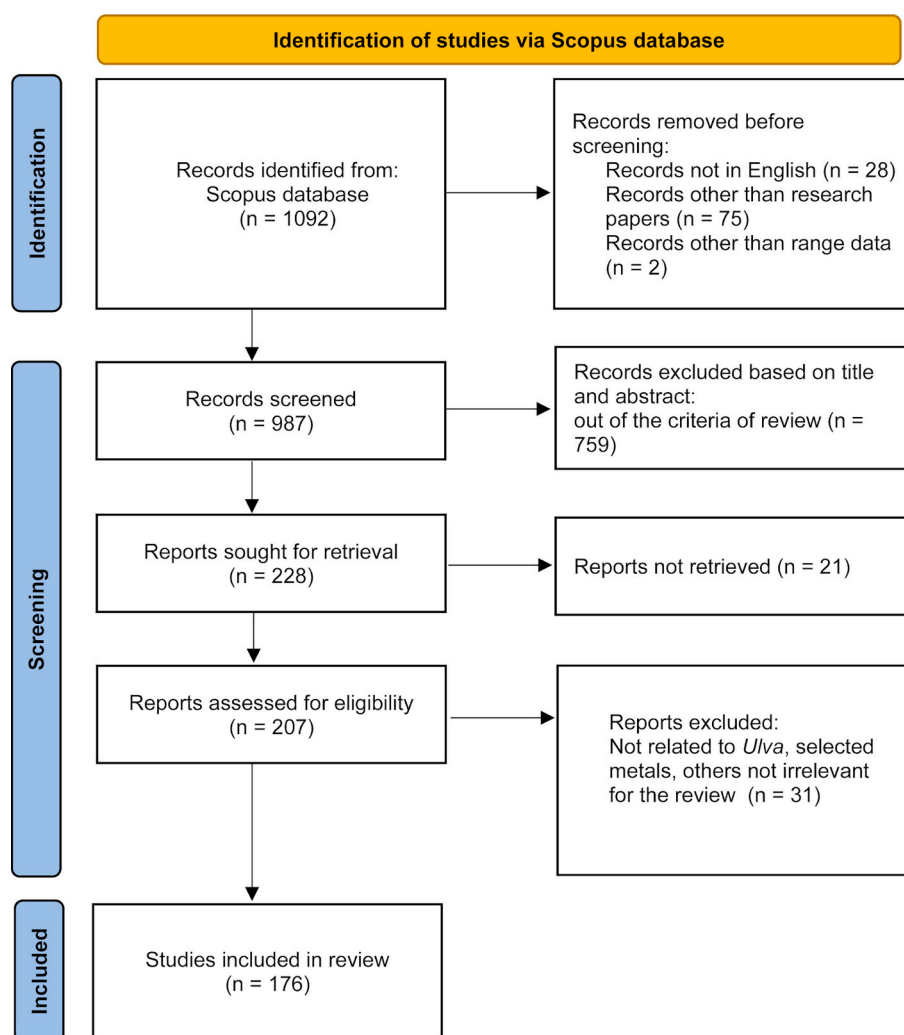 Identification of studies via Scopus database
Identification
Records identified from:
Scopus database
(n = 1092)
Records removed before
screening:
Records not in English (n = 28)
Records other than research
papers (n = 75)
Records other than range data
(n = 2)
Screening
Records screened
(n = 987)
Records excluded based on title
and abstract:
out of the criteria of review (n =
759)
Reports sought for retrieval
(n = 228)
Reports not retrieved (n = 21)
Reports assessed for eligibility
(n = 207)
Reports excluded:
Not related to Ulva, selected
metals, others not irrelevant
for the review (n = 31)
Included
Studies included in review
(n = 176)